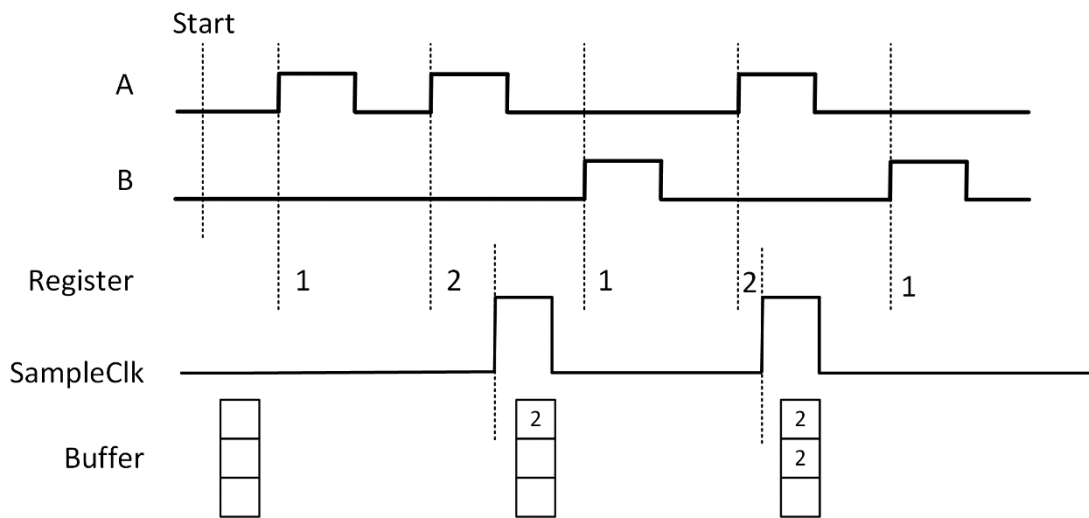 Start
A
B
Register 1 2 1 2 1
SampleClk
2 2
Buffer 2